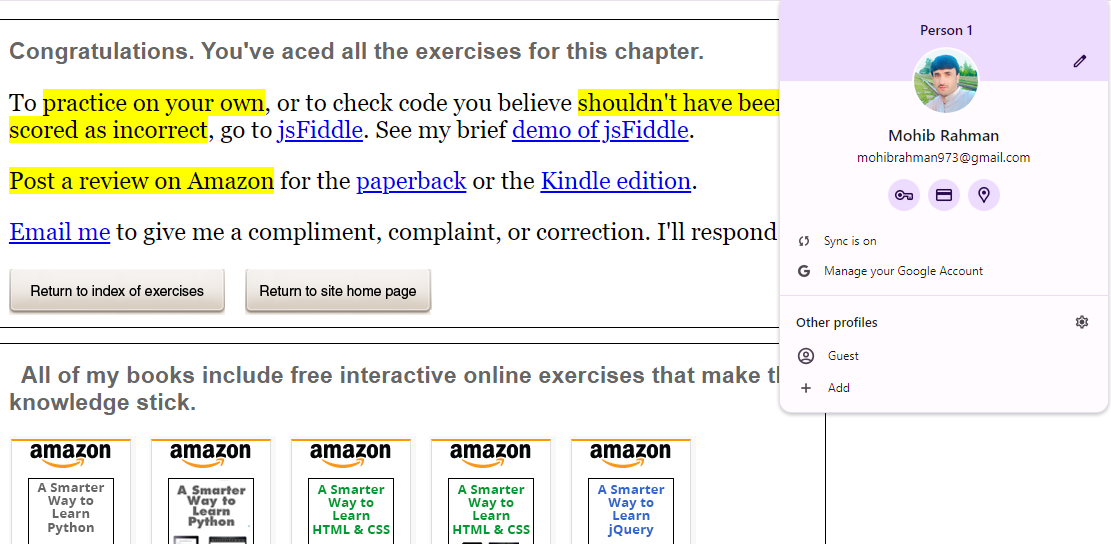 Congratulations. You've aced all the exercises for this chapter.
To practice on your own, or to check code you believe shouldn't have been
scored as incorrect, go to jsFiddle. See my brief demo of jsFiddle.
Post a review on Amazon for the paperback or the Kindle edition.
Email me to give me a compliment, complaint, or correction. I'll respond
Return to index of exercises
Return to site home page
All of my books include free interactive online exercises that make
knowledge stick.
amazon
A Smarter
Way to
Learn
Python
amazon
A Smarter
Way to
Learn
Python
amazon
A Smarter
Way to
Learn
HTML & CSS
amazon
A Smarter
Way to
Learn
HTML & CSS
amazon
A Smarter
Way to
Learn
jQuery
Person 1
Mohib Rahman
mohibrahman973@gmail.com
Sync is on
Manage your Google Account
Other profiles
Guest
Add